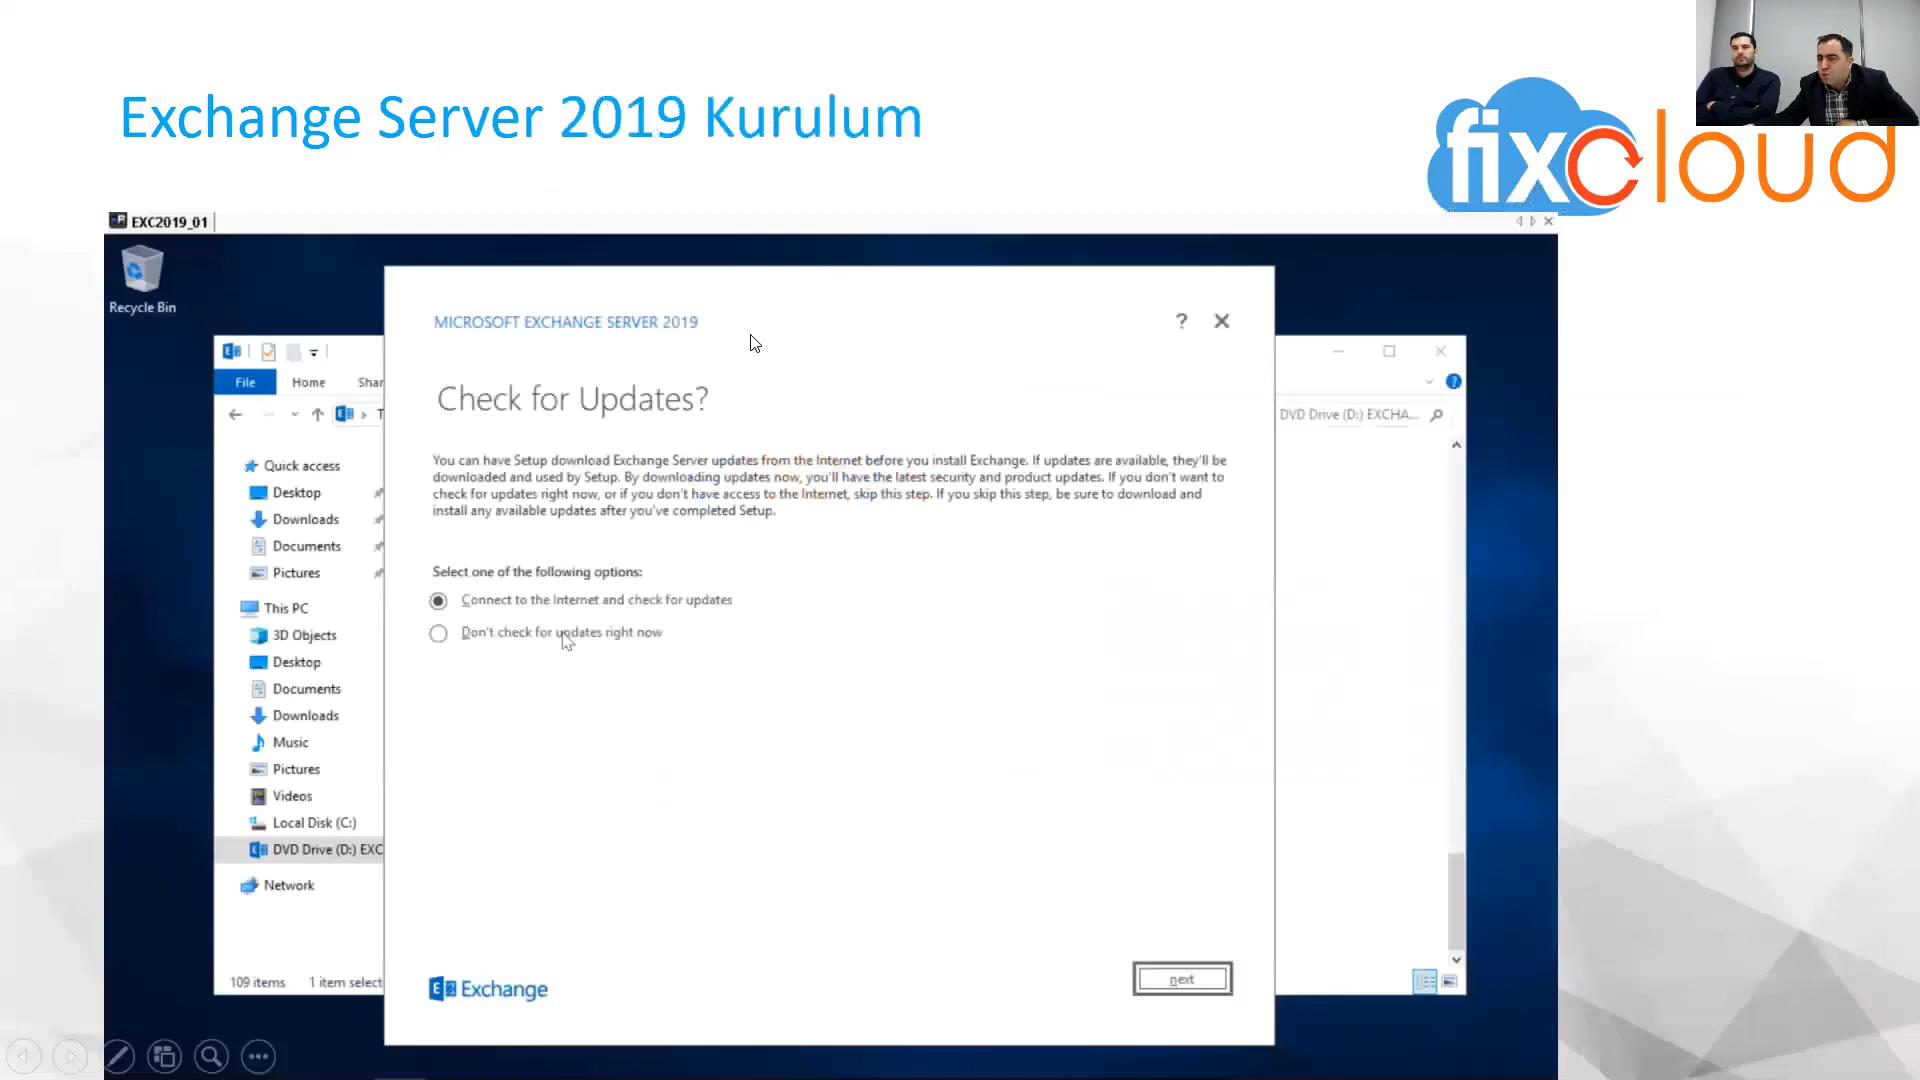 Exchange Server 2019 Kurulum
fixcloud
EXC2019_01
Recycle Bin
MICROSOFT EXCHANGE SERVER 2019
?
Check for Updates?
You can have Setup download Exchange Server updates from the Internet before you install Exchange. If updates are available, they'll be
downloaded and used by Setup. By downloading updates now, you'll have the latest security and product updates. If you don't want to
check for updates right now, or if you don't have access to the Internet, skip this step. If you skip this step, be sure to download and
install any available updates after you've completed Setup.
Select one of the following options:
Connect to the Internet and check for updates
Don't check for updates right now
Exchange
next
File
Home
Shar
T
DVD Drive (D:) EXCHA...
Quick access
Desktop
Downloads
Documents
Pictures
This PC
3D Objects
Desktop
Documents
Downloads
Music
Pictures
Videos
Local Disk (C:)
DVD Drive (D:) EXC
Network
109 items
1 item select